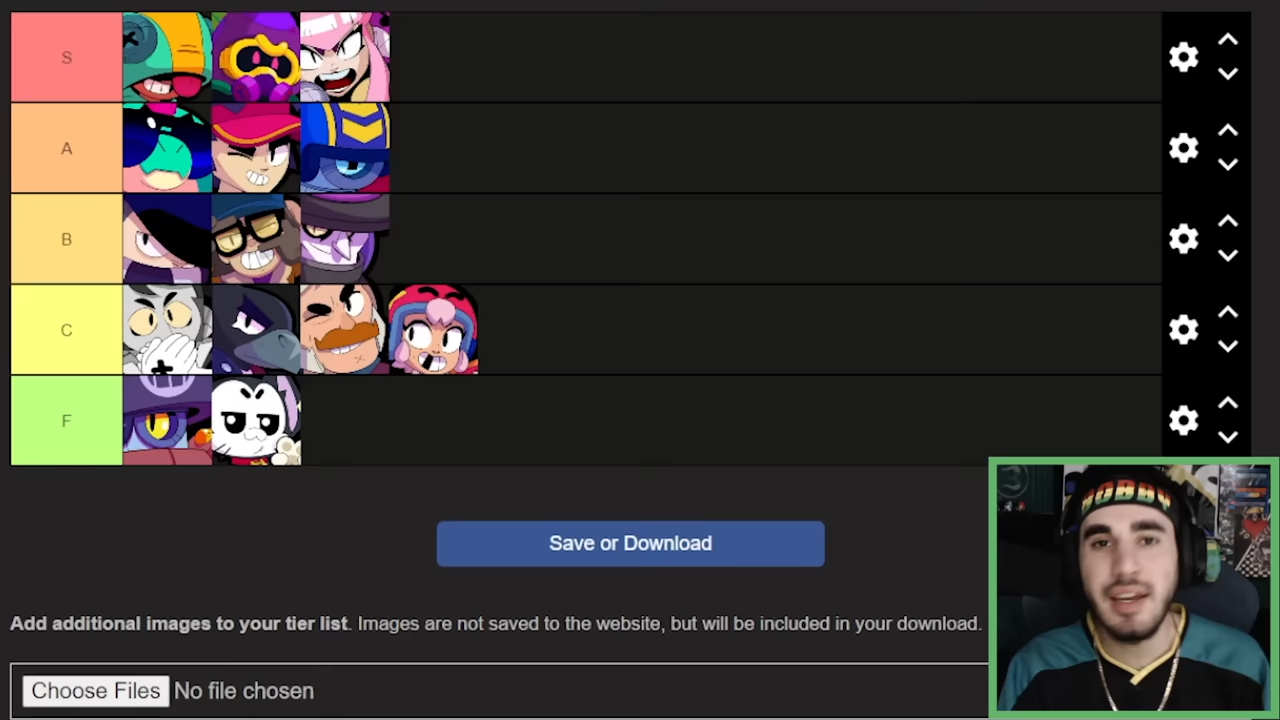 S
A
B
C
F
BOBBY
Save or Download
Add additional images to your tier list. Images are not saved to the website, but will be included in your download.
Choose Files No file chosen